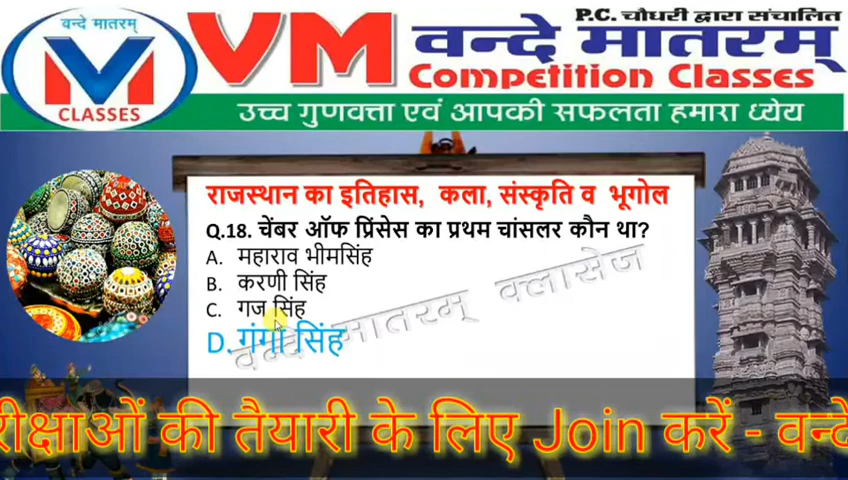 वन्दे मातरम्
VM
CLASSES
VM
P.C. चौधरी द्वारा संचालित
वन्दे मातरम्
Competition Classes
उच्च गुणवत्ता एवं आपकी सफलता हमारा ध्येय
राजस्थान का इतिहास, कला, संस्कृति व भूगोल
Q.18. चेंबर ऑफ प्रिंसेस का प्रथम चांसलर कौन था?
A. महाराव भीमसिंह
B. करणी सिंह
C. गज सिंह
D. गंगा सिंह
वन्दे मातरम् क्लासेज
रीक्षाओं की तैयारी के लिए Join करें - वन्दे